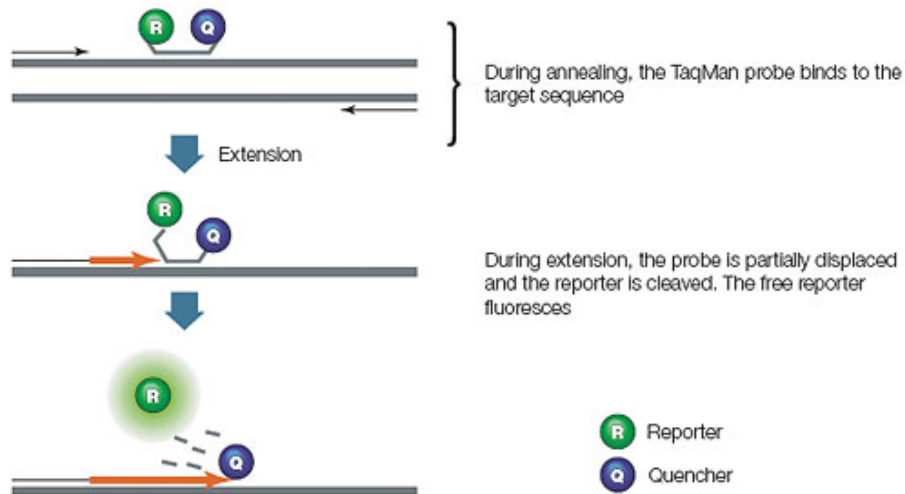 R Q
During annealing, the TaqMan probe binds to the
target sequence
Extension
R
Q
During extension, the probe is partially displaced
and the reporter is cleaved. The free reporter
fluoresces
R
R Reporter
Q
Q Quencher